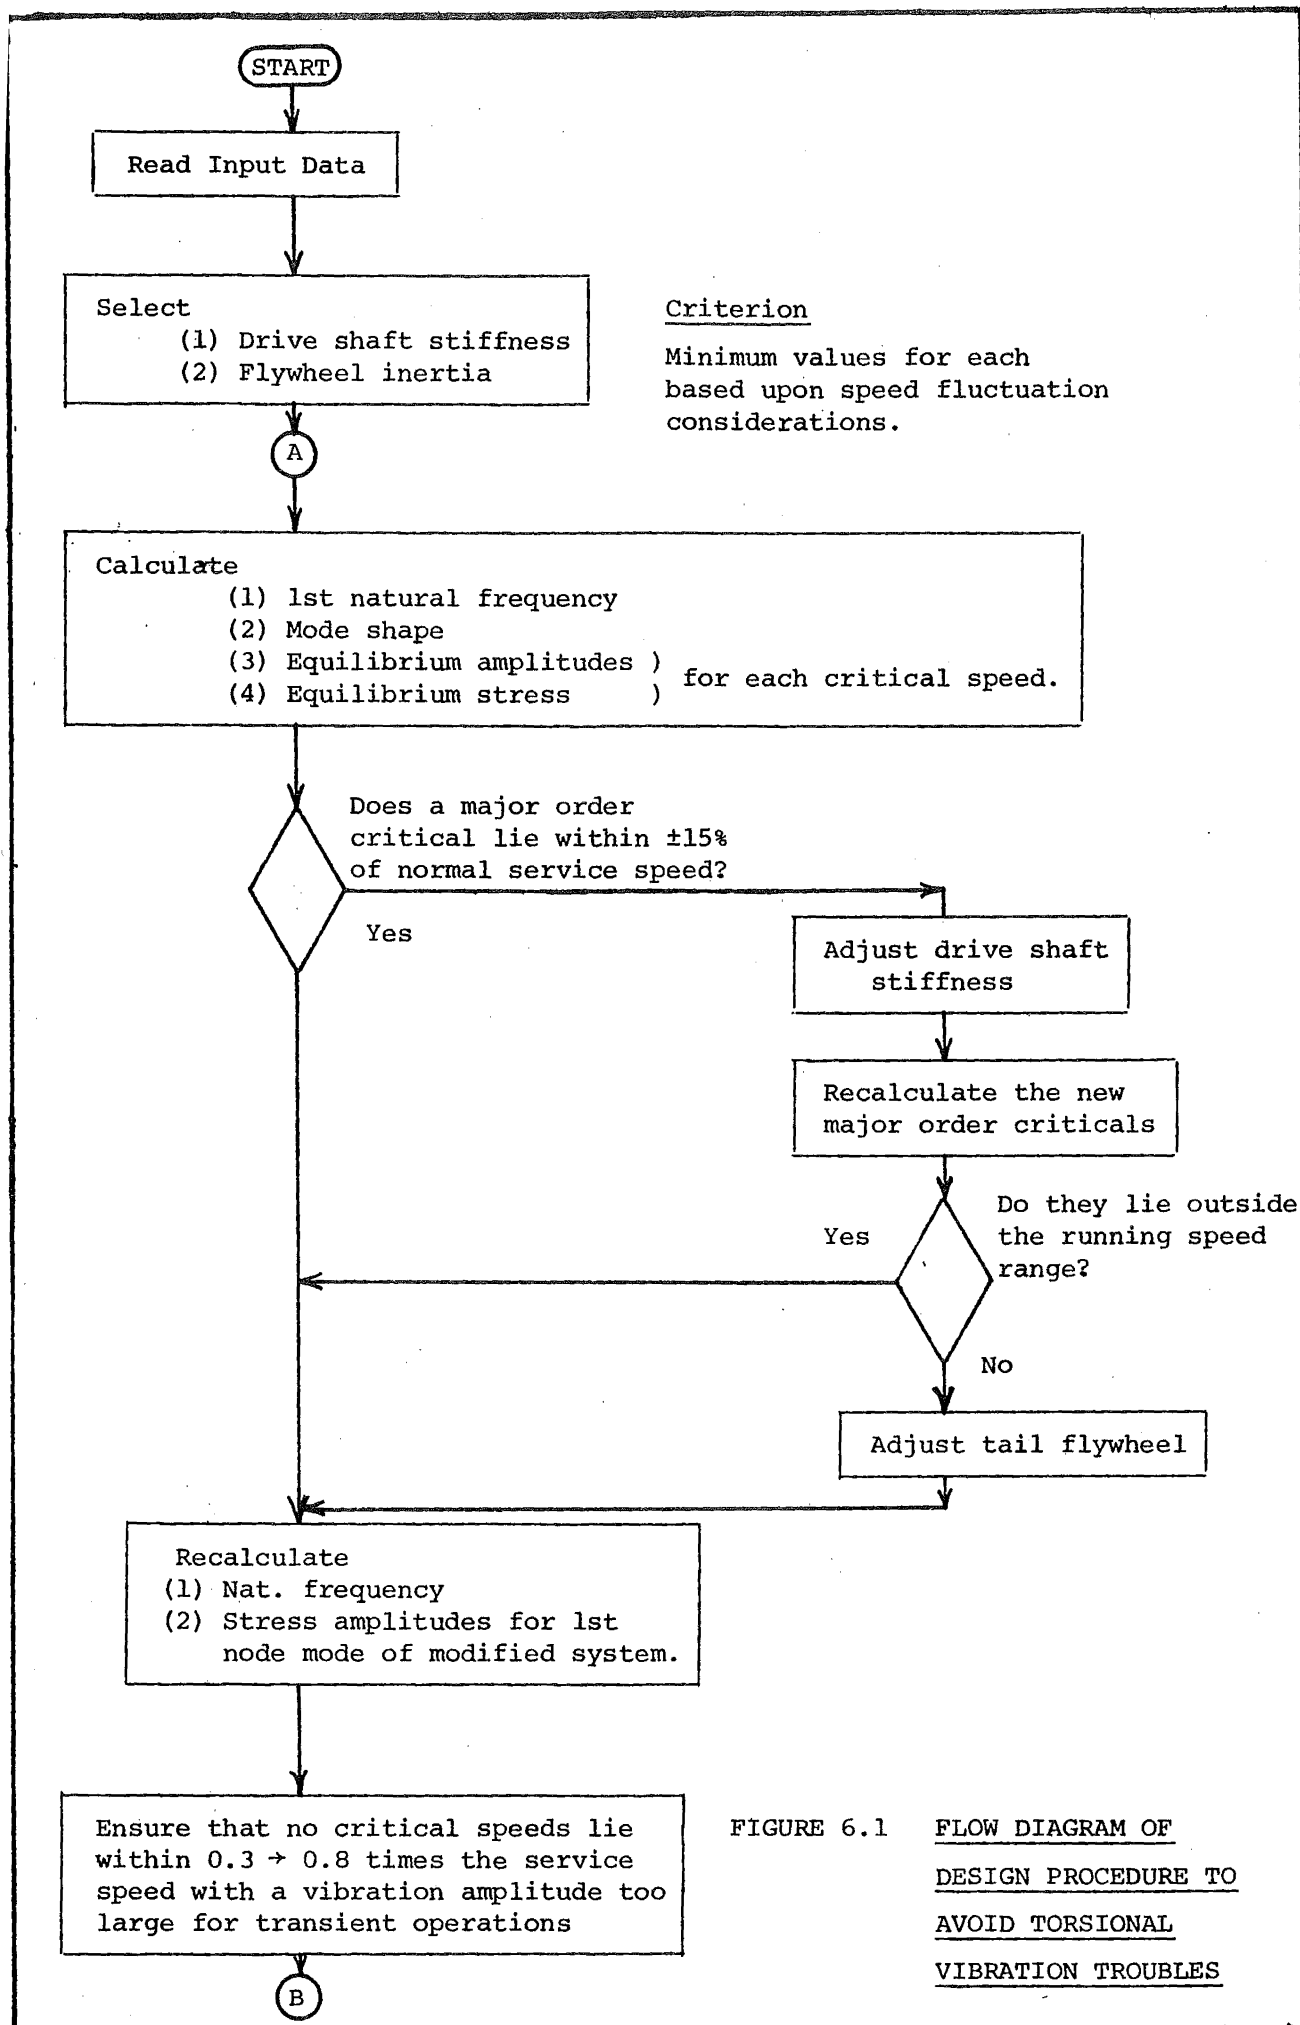 START
Read Input Data
Select
(1) Drive shaft stiffness
(2) Flywheel inertia
Criterion
Minimum values for each
based upon speed fluctuation
considerations.
A
Calculate
(1) 1st natural frequency
(2) Mode shape
(3) Equilibrium amplitudes )
(4) Equilibrium stress )
for each critical speed.
Does a major order
critical lie within ±15%
of normal service speed?
Yes
Adjust drive shaft
stiffness
Recalculate the new
major order criticals
Do they lie outside
the running speed
range?
Yes
No
Adjust tail flywheel
Recalculate
(1) Nat. frequency
(2) Stress amplitudes for 1st
node mode of modified system.
Ensure that no critical speeds lie
within 0.3 → 0.8 times the service
speed with a vibration amplitude too
large for transient operations
B
FIGURE 6.1 FLOW DIAGRAM OF
DESIGN PROCEDURE TO
AVOID TORSIONAL
VIBRATION TROUBLES